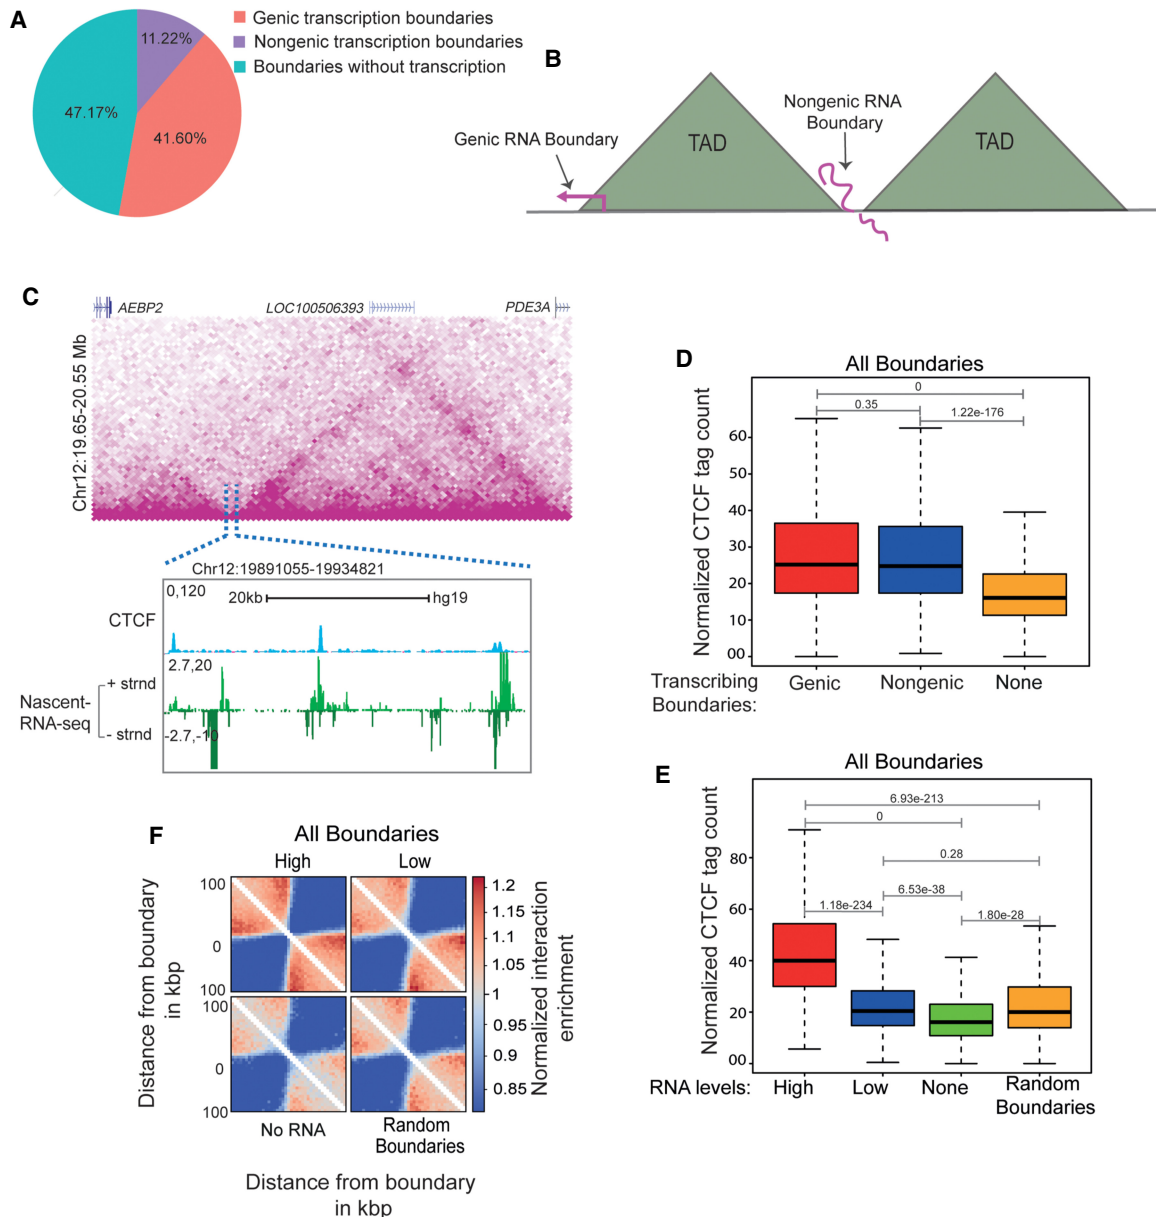 A
11.22%
47.17%
41.60%
Genic transcription boundaries
Nongenic transcription boundaries
Boundaries without transcription
B
Genic RNA Boundary
Nongenic RNA
Boundary
TAD
TAD
C
AEBP2
LOC100506393
PDE3A
Chr12:19.65-20.55 Mb
Chr12:19891055-19934821
0,120
20kb
hg19
CTCF
2.7,20
+ strnd
Nascent-
RNA-seq
- strnd
-2.7,-10
D
All Boundaries
Normalized CTCF tag count
0
0.35
1.22e-176
60
50
40
30
20
10
00
Transcribing
Boundaries:
Genic
Nongenic
None
E
All Boundaries
Normalized CTCF tag count
6.93e-213
0
0.28
6.53e-38
1.18e-234
1.80e-28
80
60
40
20
00
RNA levels:
High
Low
None
Random
Boundaries
F
All Boundaries
High
Low
Distance from boundary
in kbp
100
0
100
100
0
100
1.2
1.15
1.1
1.05
1
0.95
0.9
0.85
Normalized interaction
enrichment
No RNA
Random
Boundaries
Distance from boundary
in kbp